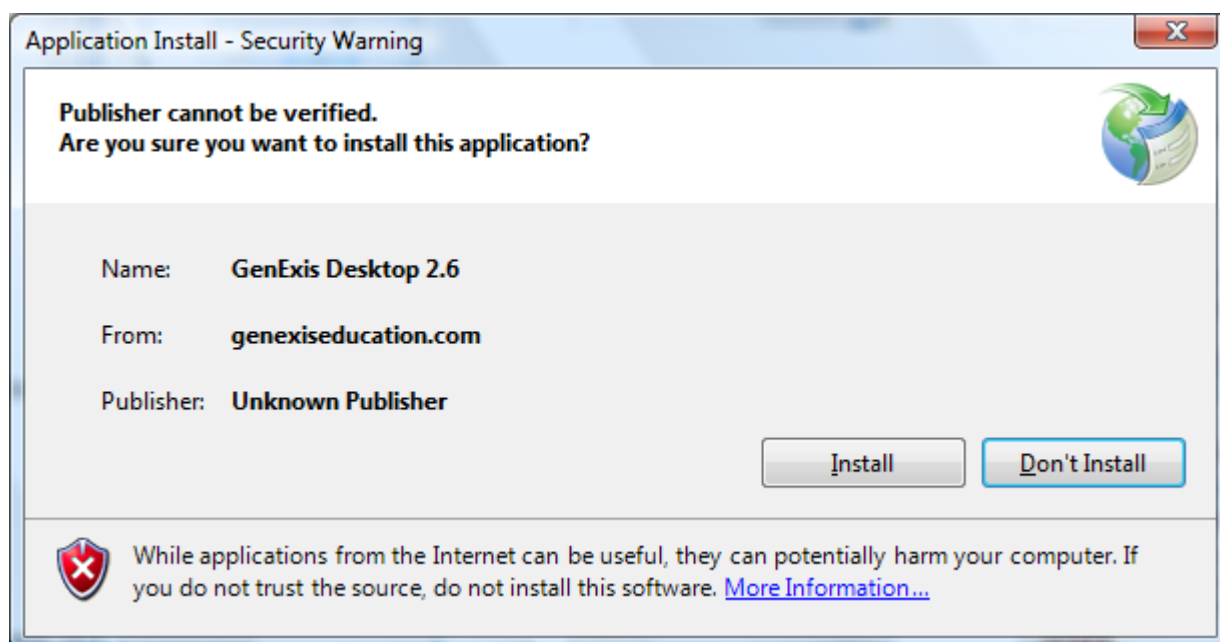 Application Install - Security Warning
Publisher cannot be verified.
Are you sure you want to install this application?
Name: GenExis Desktop 2.6
From: genexiseducation.com
Publisher: Unknown Publisher
Install Don't Install
While applications from the Internet can be useful, they can potentially harm your computer. If
you do not trust the source, do not install this software. More Information...